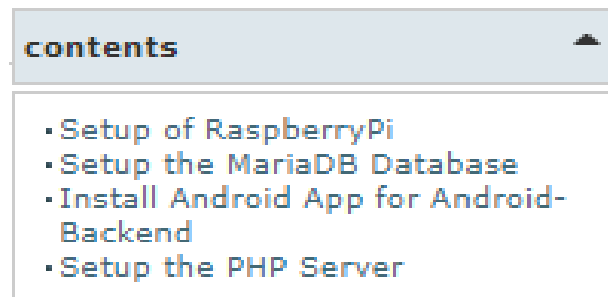 contents
Setup of RaspberryPi
Setup the MariaDB Database
Install Android App for Android-
Backend
Setup the PHP Server